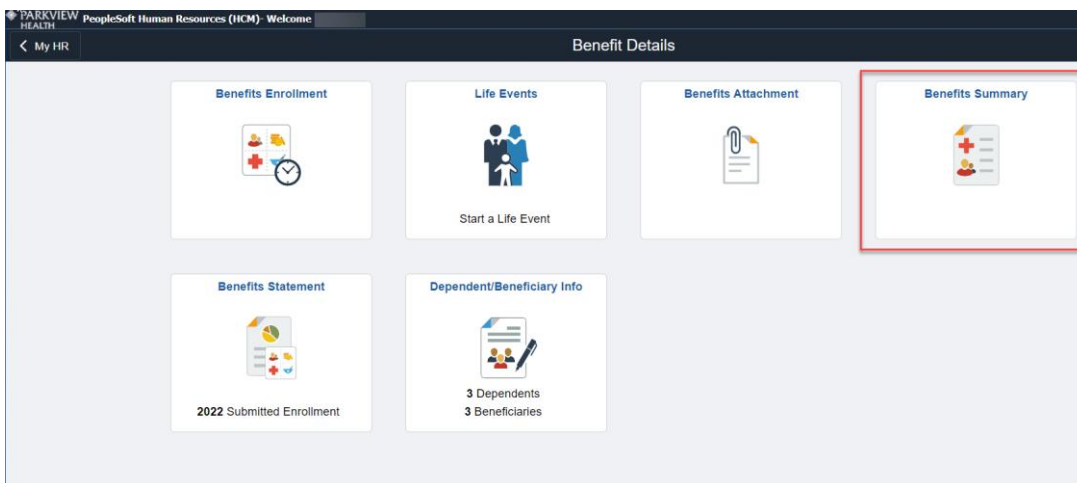 PARKVIEW
HEALTH
PeopleSoft Human Resources (HCM)- Welcome
My HR
Benefit Details
Benefits Enrollment
Life Events
Benefits Attachment
Benefits Summary
Start a Life Event
Benefits Statement
Dependent/Beneficiary Info
3 Dependents
2022 Submitted Enrollment
3 Beneficiaries